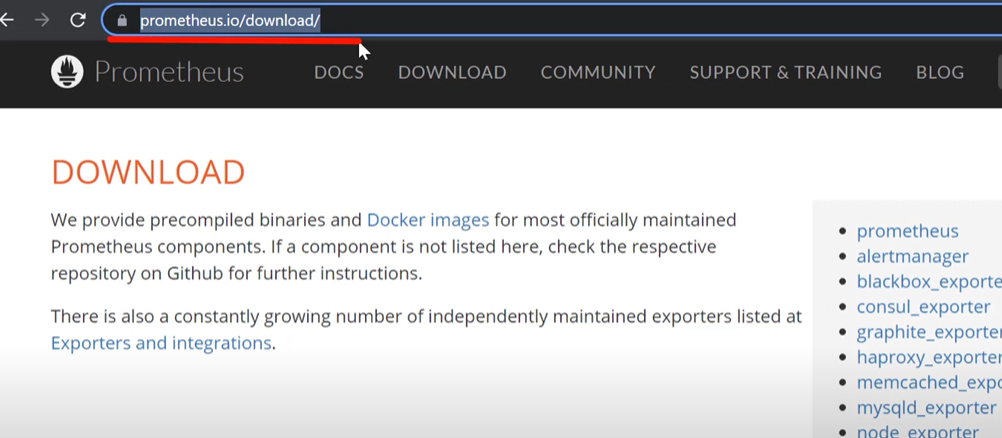 prometheus.io/download/
Prometheus
DOCS DOWNLOAD COMMUNITY SUPPORT & TRAINING BLOG
DOWNLOAD
We provide precompiled binaries and Docker images for most officially maintained
Prometheus components. If a component is not listed here, check the respective
repository on Github for further instructions.
There is also a constantly growing number of independently maintained exporters listed at
Exporters and integrations.
prometheus
alertmanager
blackbox_exporte
consul_exporter
graphite_exporter
haproxy_exporter
memcached_expo
mysqld_exporter
node_exporter